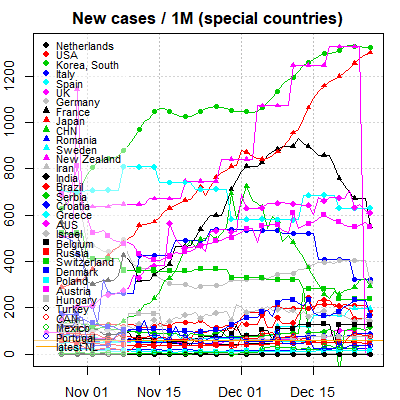 New cases / 1M (special countries)
Netherlands
USA
Korea, South
Italy
Spain
UK
Germany
France
Japan
CHN
Romania
Sweden
New Zealand
Iran
India
Brazil
Serbia
Croatia
Greece
AUS
Israel
Belgium
Russia
Switzerland
Denmark
Poland
Austria
Hungary
Turkey
CAN
Mexico
Portugal
latest NL
0
200
400
600
800
1000
1200
Nov 01
Nov 15
Dec 01
Dec 15